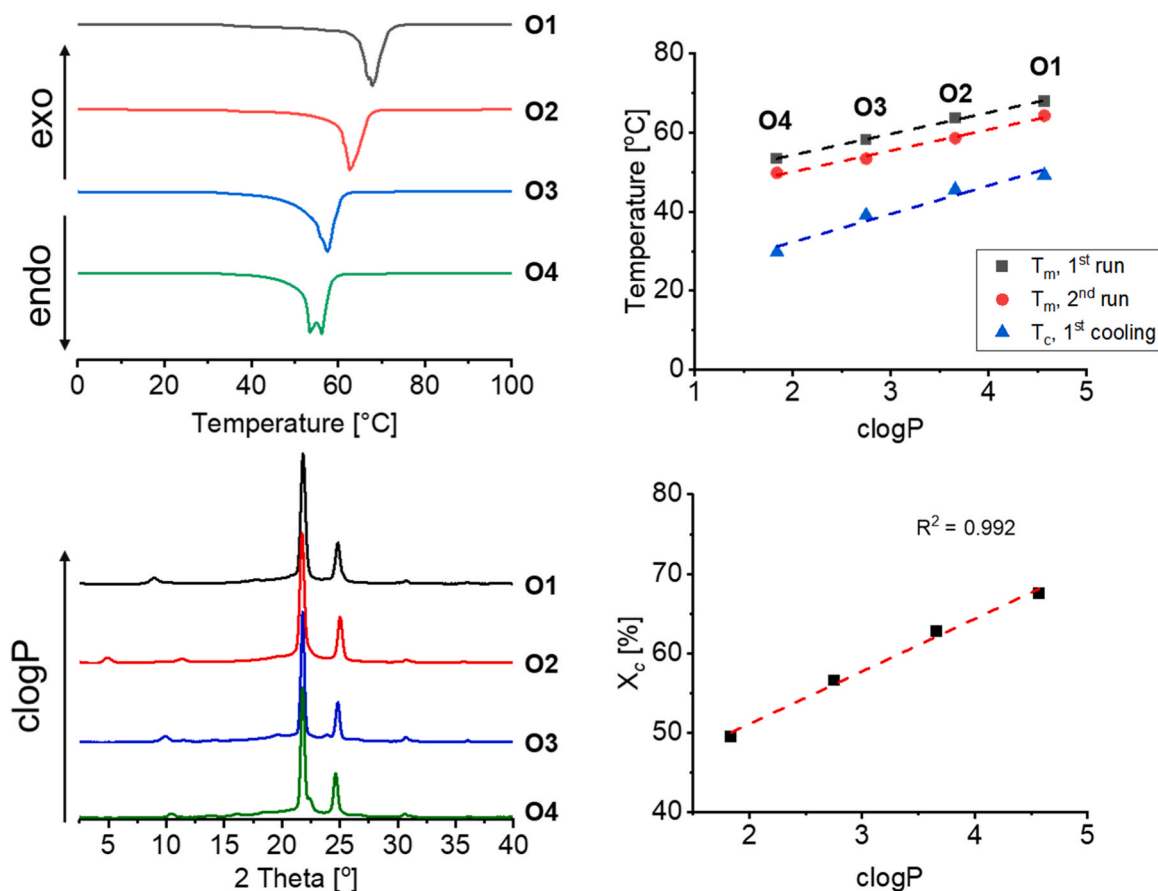 O1
O2
O3
O4
exo
endo
0 20 40 60 80 100
Temperature [°C]
80
60
40
20
0
Temperature [°C]
O4 O3 O2 O1
Tm, 1st run
Tm, 2nd run
Tc, 1st cooling
1 2 3 4 5
clogP
clogP
O1
O2
O3
O4
5 10 15 20 25 30 35 40
2 Theta [°]
80
70
60
50
40
Xc [%]
R2 = 0.992
2 3 4 5
clogP